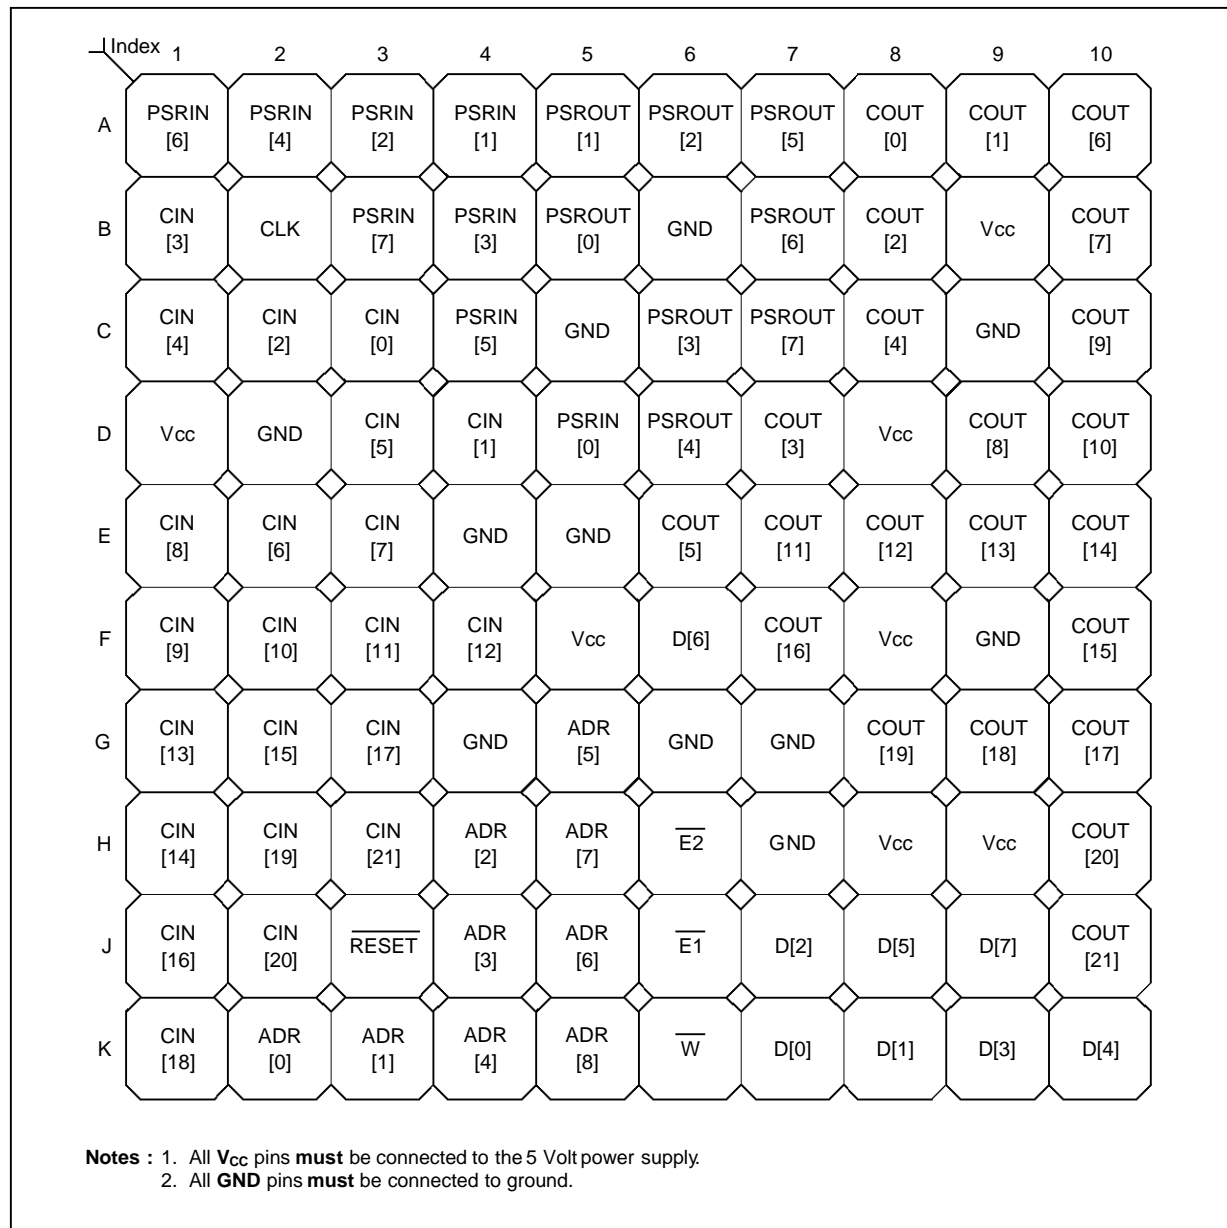 Index 1 2 3 4 5 6 7 8 9 10
A PSRIN [6] PSRIN [4] PSRIN [2] PSRIN [1] PSROUT [1] PSROUT [2] PSROUT [5] COUT [0] COUT [1] COUT [6]
B CIN [3] CLK PSRIN [7] PSRIN [3] PSROUT [0] GND PSROUT [6] COUT [2] Vcc COUT [7]
C CIN [4] CIN [2] CIN [0] PSRIN [5] GND PSROUT [3] PSROUT [7] COUT [4] GND COUT [9]
D Vcc GND CIN [5] CIN [1] PSRIN [0] PSROUT [4] COUT [3] Vcc COUT [8] COUT [10]
E CIN [8] CIN [6] CIN [7] GND GND COUT [5] COUT [11] COUT [12] COUT [13] COUT [14]
F CIN [9] CIN [10] CIN [11] CIN [12] Vcc D[6] COUT [16] Vcc GND COUT [15]
G CIN [13] CIN [15] CIN [17] GND ADR [5] GND GND COUT [19] COUT [18] COUT [17]
H CIN [14] CIN [19] CIN [21] ADR [2] ADR [7] E2 GND Vcc Vcc COUT [20]
J CIN [16] CIN [20] RESET ADR [3] ADR [6] E1 D[2] D[5] D[7] COUT [21]
K CIN [18] ADR [0] ADR [1] ADR [4] ADR [8] W D[0] D[1] D[3] D[4]
Notes : 1. All VCC pins must be connected to the 5 Volt power supply.
2. All GND pins must be connected to ground.